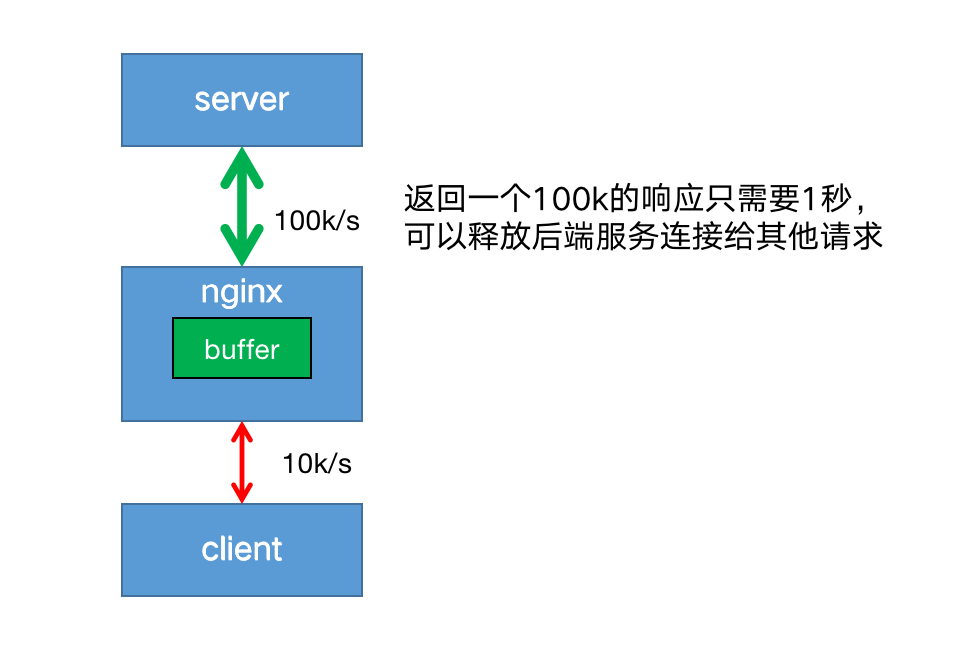 server
100k/s
返回一个100k的响应只需要1秒，
可以释放后端服务连接给其他请求
nginx
buffer
10k/s
client